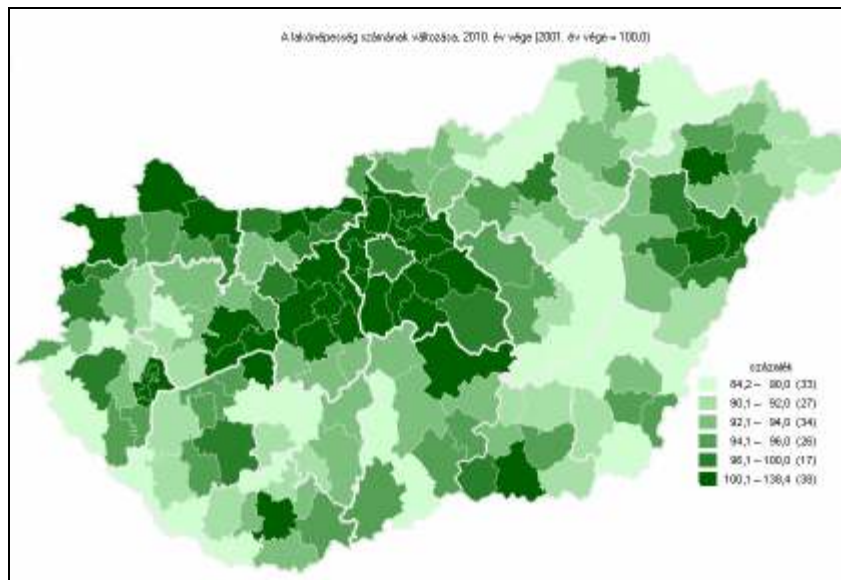 A lakónépesség számának változása, 2010. év vége (2001. év vége = 100,0)
százalék
84,2 – 90,0 (33)
90,1 – 92,0 (27)
92,1 – 94,0 (34)
94,1 – 96,0 (26)
96,1 – 100,0 (17)
100,1 – 138,4 (38)